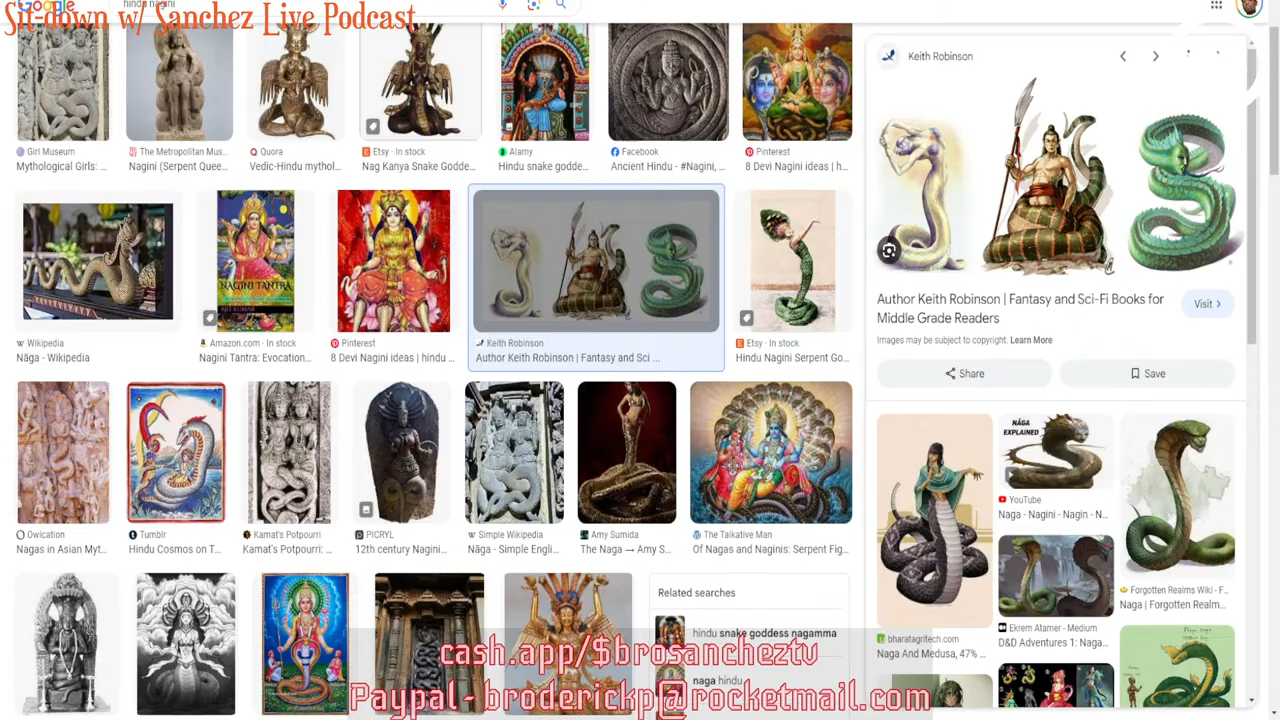 Google
hindu nagini
Sit-down w/ Sanchez Live Podcast
Girl Museum
Mythological Girls: ...
The Metropolitan Mus...
Nagini (Serpent Quee...
Quora
Vedic-Hindu mythol...
Etsy · In stock
Nag Kanya Snake Godde...
Alamy
Hindu snake godde...
Facebook
Ancient Hindu - #Nagini, ...
Pinterest
8 Devi Nagini ideas | h...
Wikipedia
Nāga - Wikipedia
NAGINI TANTRA
Amazon.com · In stock
Nagini Tantra: Evocation...
Pinterest
8 Devi Nagini ideas | hindu ...
Keith Robinson
Author Keith Robinson | Fantasy and Sci ...
Etsy · In stock
Hindu Nagini Serpent Go...
Owlcation
Nagas in Asian Myt...
Tumblr
Hindu Cosmos on T...
Kamat's Potpourri
Kamat's Potpourri: ...
PICRYL
12th century Nagini...
Simple Wikipedia
Nāga - Simple Engli...
Amy Sumida
The Naga → Amy S...
The Talkative Man
Of Nagas and Naginis: Serpent Fig...
Related searches
hindu snake goddess nagamma
naga hindu
Keith Robinson
Author Keith Robinson | Fantasy and Sci-Fi Books for
Middle Grade Readers
Visit
Images may be subject to copyright. Learn More
Share
Save
NĀGA
EXPLAINED
YouTube
Naga - Nagini - Nagin - N...
Forgotten Realms Wiki - F...
Naga | Forgotten Realm...
bharatagritech.com
Naga And Medusa, 47% ...
Ekrem Atamer - Medium
D&D Adventures 1: Naga...
cash.app/$brosancheztv
Paypal - broderickp@rocketmail.com